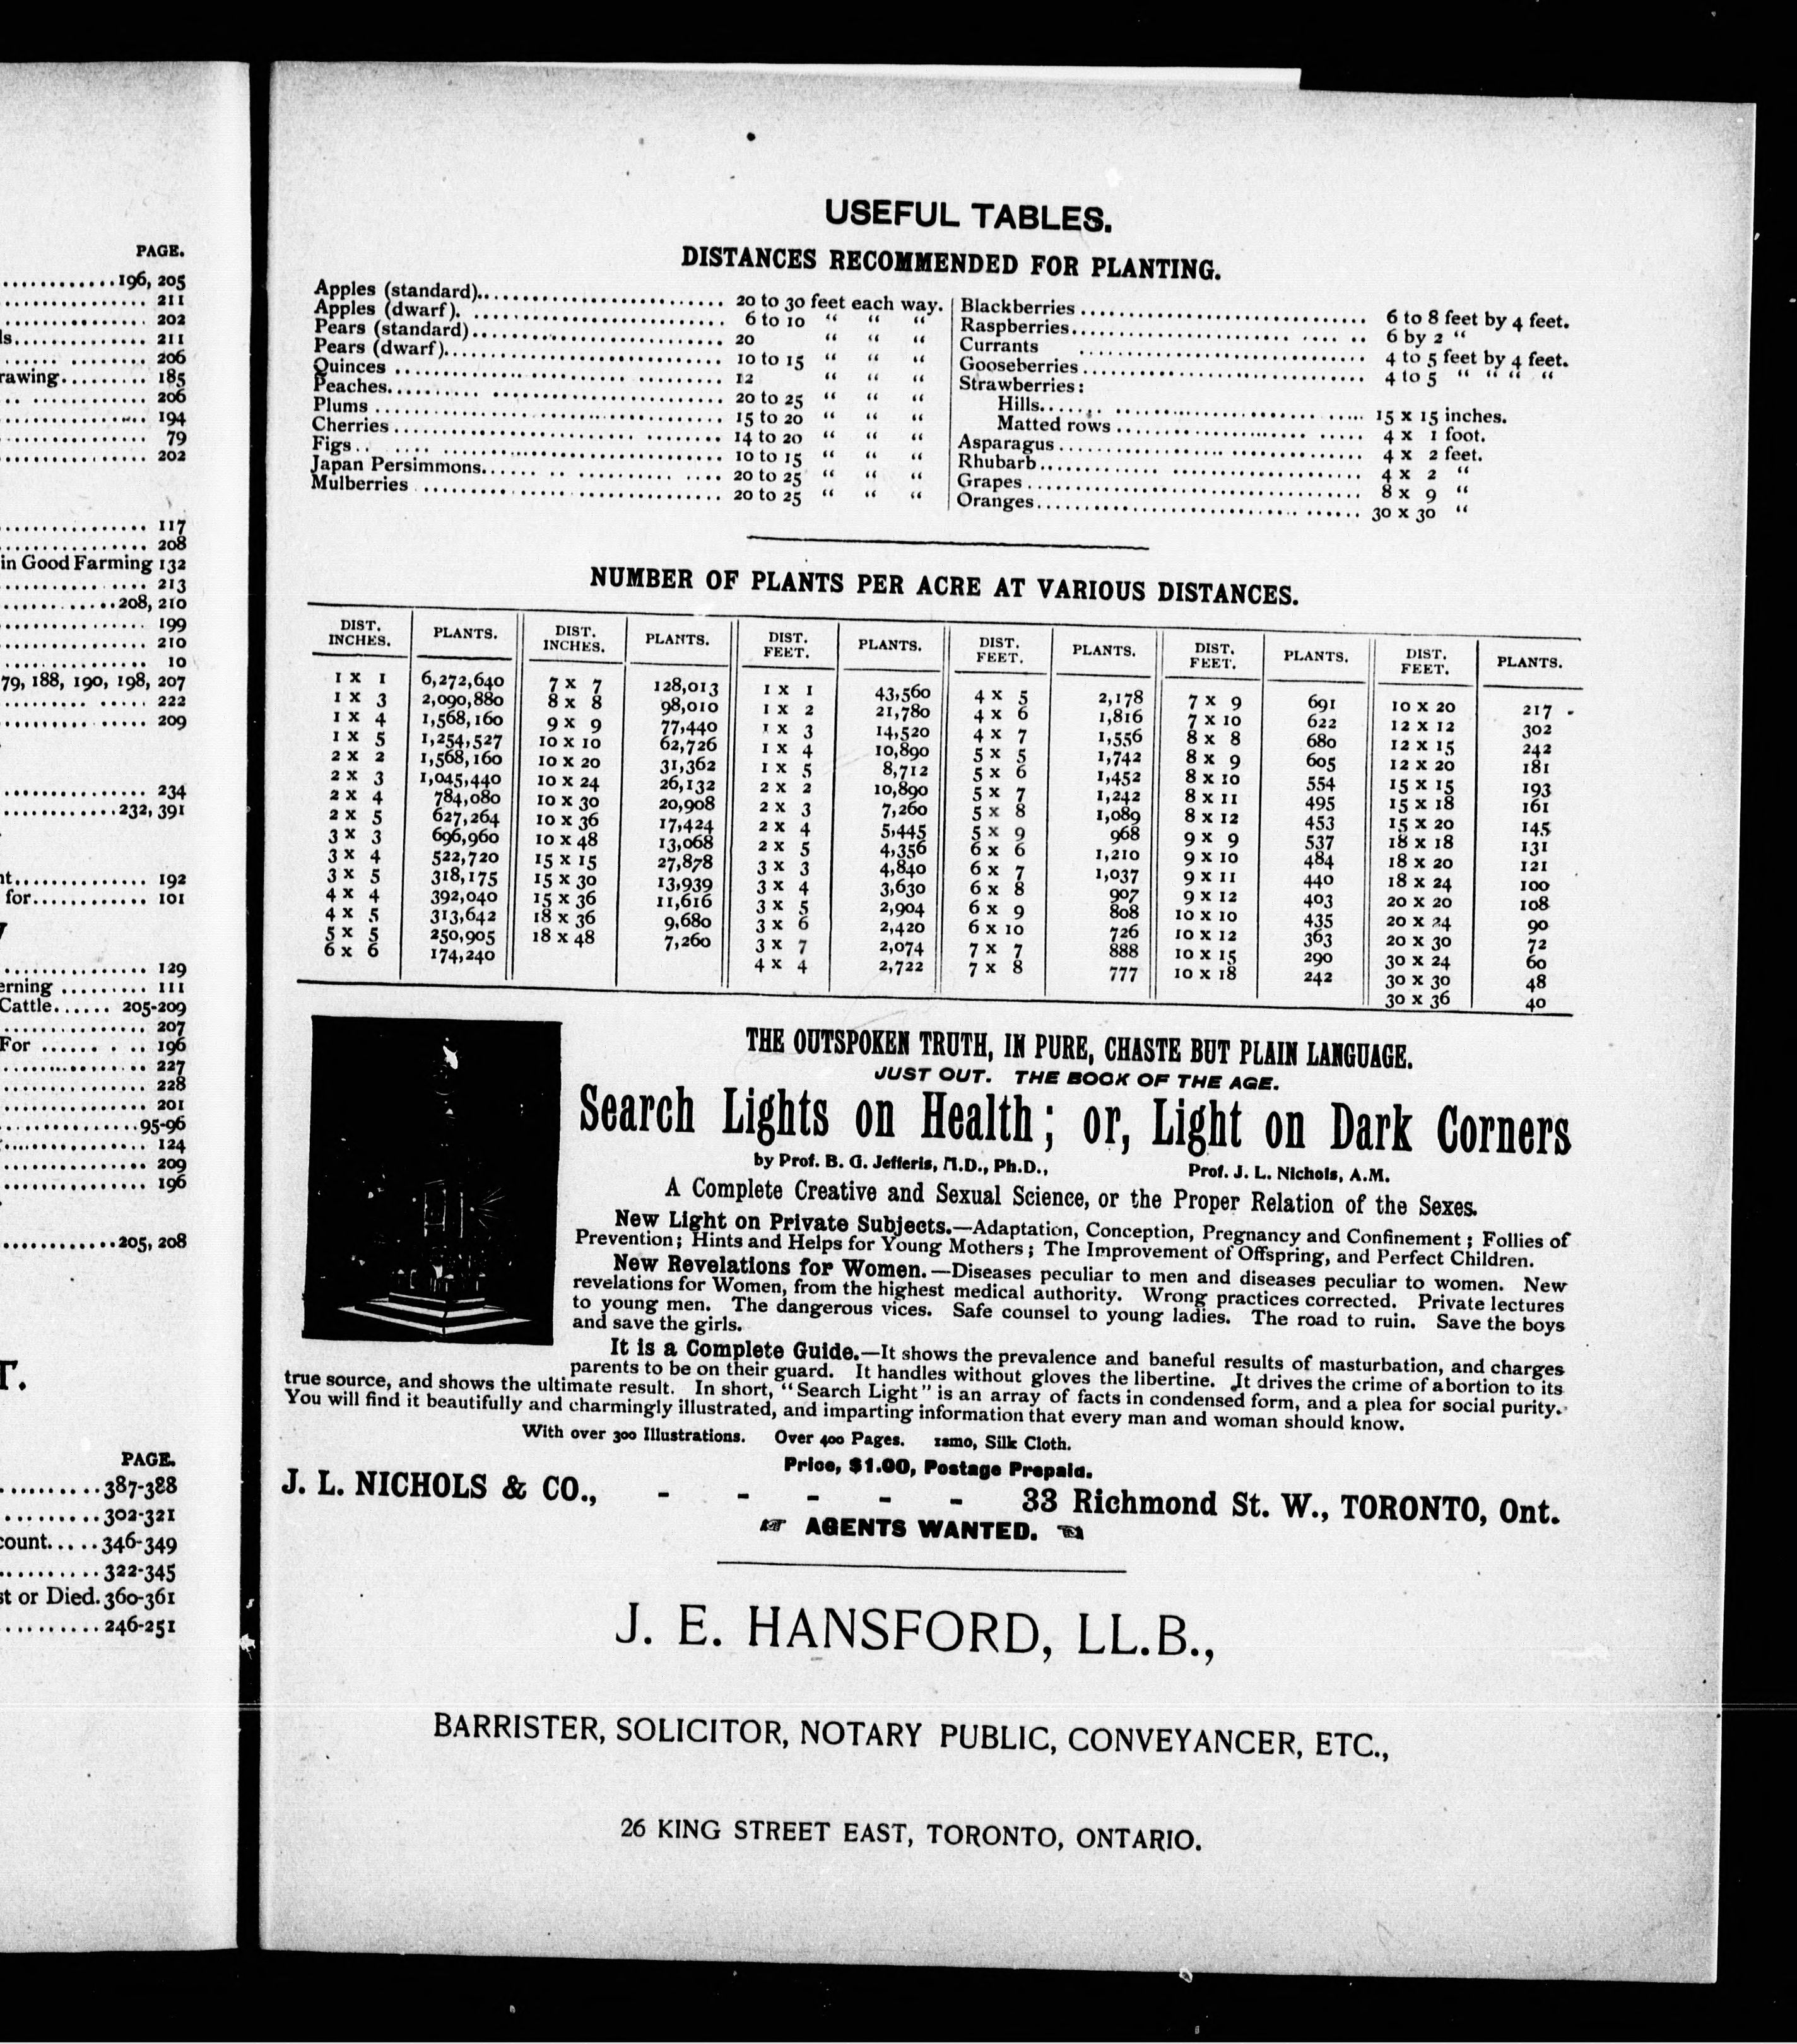 PAGE.
196, 205
211
202
ls. 211
206
rawing 185
206
194
79
202
117
208
in Good Farming 132
213
208, 210
199
210
10
79, 188, 190, 198, 207
222
209
234
232, 391
nt 192
for 101
129
erning 111
Cattle 205-209
207
For 196
227
228
201
95-96
124
209
196
205, 208
T.
PAGE.
387-388
302-321
count 346-349
322-345
st or Died. 360-361
246-251
USEFUL TABLES.
DISTANCES RECOMMENDED FOR PLANTING.
Apples (standard) 20 to 30 feet each way.
Apples (dwarf). 6 to 10 “ “ “
Pears (standard) 20 “ “ “
Pears (dwarf) 10 to 15 “ “ “
Quinces 12 “ “ “
Peaches 20 to 25 “ “ “
Plums 15 to 20 “ “ “
Cherries 14 to 20 “ “ “
Figs 10 to 15 “ “ “
Japan Persimmons 20 to 25 “ “ “
Mulberries 20 to 25 “ “ “
Blackberries 6 to 8 feet by 4 feet.
Raspberries 6 by 2 “
Currants 4 to 5 feet by 4 feet.
Gooseberries 4 to 5 “ “ “ “
Strawberries:
Hills 15 x 15 inches.
Matted rows 4 x 1 foot.
Asparagus 4 x 2 feet.
Rhubarb 4 x 2 “
Grapes 8 x 9 “
Oranges 30 x 30 “
NUMBER OF PLANTS PER ACRE AT VARIOUS DISTANCES.
DIST. INCHES. PLANTS. DIST. INCHES. PLANTS. DIST. FEET. PLANTS. DIST. FEET. PLANTS. DIST. FEET. PLANTS. DIST. FEET. PLANTS.
1 x 1 6,272,640 7 x 7 128,013 1 x 1 43,560 4 x 5 2,178 7 x 9 691 10 x 20 217
1 x 3 2,090,880 8 x 8 98,010 1 x 2 21,780 4 x 6 1,816 7 x 10 622 12 x 12 302
1 x 4 1,568,160 9 x 9 77,440 1 x 3 14,520 4 x 7 1,556 8 x 8 680 12 x 15 242
1 x 5 1,254,527 10 x 10 62,726 1 x 4 10,890 5 x 5 1,742 8 x 9 605 12 x 20 181
2 x 2 1,568,160 10 x 20 31,362 1 x 5 8,712 5 x 6 1,452 8 x 10 554 15 x 15 193
2 x 3 1,045,440 10 x 24 26,132 2 x 2 10,890 5 x 7 1,242 8 x 11 495 15 x 18 161
2 x 4 784,080 10 x 30 20,908 2 x 3 7,260 5 x 8 1,089 8 x 12 453 15 x 20 145
2 x 5 627,264 10 x 36 17,424 2 x 4 5,445 5 x 9 968 9 x 9 537 18 x 18 131
3 x 3 696,960 10 x 48 13,068 2 x 5 4,356 6 x 6 1,210 9 x 10 484 18 x 20 121
3 x 4 522,720 15 x 15 27,878 3 x 3 4,840 6 x 7 1,037 9 x 11 440 18 x 24 100
3 x 5 318,175 15 x 30 13,939 3 x 4 3,630 6 x 8 907 9 x 12 403 20 x 20 108
4 x 4 392,040 15 x 36 11,616 3 x 5 2,904 6 x 9 808 10 x 10 435 20 x 24 90
4 x 5 313,642 18 x 36 9,680 3 x 6 2,420 6 x 10 726 10 x 12 363 20 x 30 72
5 x 5 250,905 18 x 48 7,260 3 x 7 2,074 7 x 7 888 10 x 15 290 30 x 24 60
6 x 6 174,240 4 x 4 2,722 7 x 8 777 10 x 18 242 30 x 30 48
30 x 36 40
THE OUTSPOKEN TRUTH, IN PURE, CHASTE BUT PLAIN LANGUAGE.
JUST OUT. THE BOOK OF THE AGE.
Search Lights on Health; or, Light on Dark Corners
by Prof. B. G. Jefferis, M.D., Ph.D., Prof. J. L. Nichols, A.M.
A Complete Creative and Sexual Science, or the Proper Relation of the Sexes.
New Light on Private Subjects.—Adaptation, Conception, Pregnancy and Confinement; Follies of
Prevention; Hints and Helps for Young Mothers; The Improvement of Offspring, and Perfect Children.
New Revelations for Women.—Diseases peculiar to men and diseases peculiar to women. New
revelations for Women, from the highest medical authority. Wrong practices corrected. Private lectures
to young men. The dangerous vices. Safe counsel to young ladies. The road to ruin. Save the boys
and save the girls.
It is a Complete Guide.—It shows the prevalence and baneful results of masturbation, and charges
parents to be on their guard. It handles without gloves the libertine. It drives the crime of abortion to its
true source, and shows the ultimate result. In short, “Search Light” is an array of facts in condensed form, and a plea for social purity.
You will find it beautifully and charmingly illustrated, and imparting information that every man and woman should know.
With over 300 Illustrations. Over 400 Pages. 12mo, Silk Cloth.
Price, $1.00, Postage Prepaid.
J. L. NICHOLS & CO., - - - - - 33 Richmond St. W., TORONTO, Ont.
☞ AGENTS WANTED. ☜
J. E. HANSFORD, LL.B.,
BARRISTER, SOLICITOR, NOTARY PUBLIC, CONVEYANCER, ETC.,
26 KING STREET EAST, TORONTO, ONTARIO.